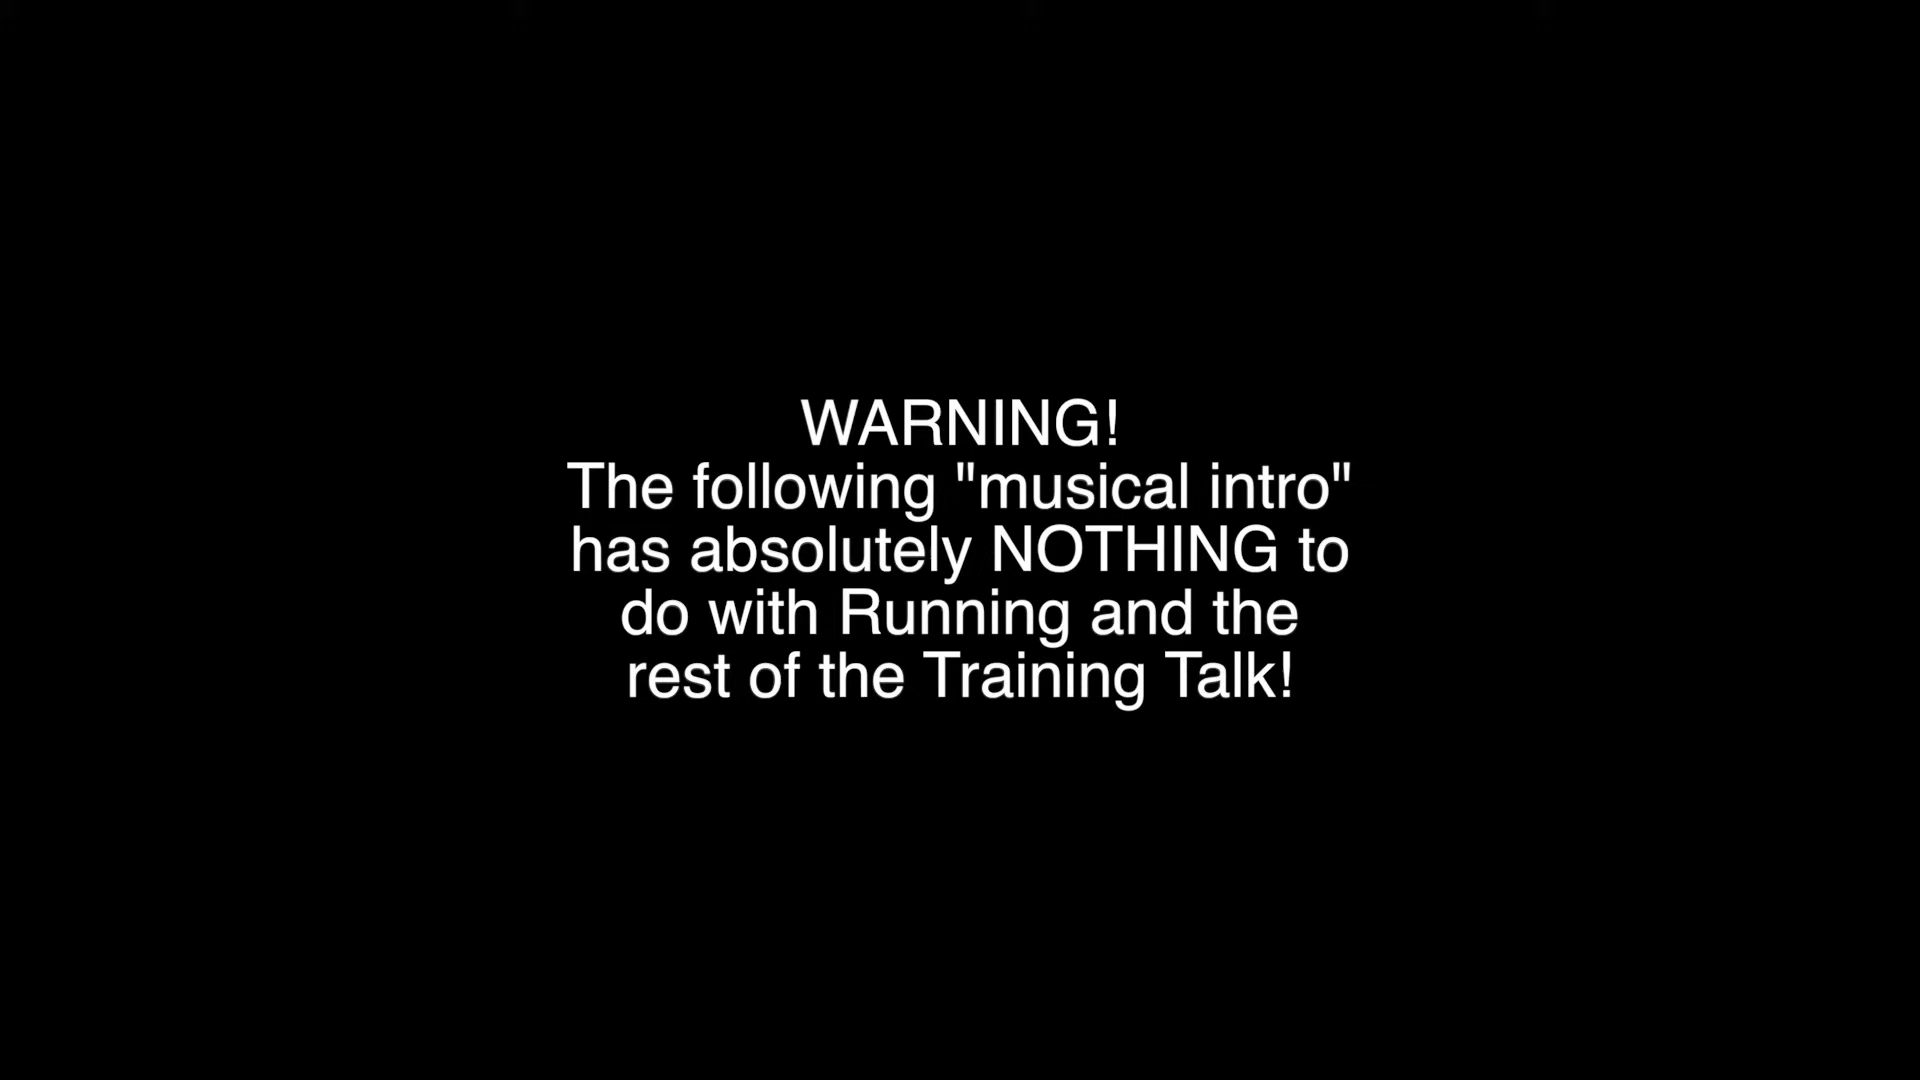 WARNING!
The following "musical intro"
has absolutely NOTHING to
do with Running and the
rest of the Training Talk!